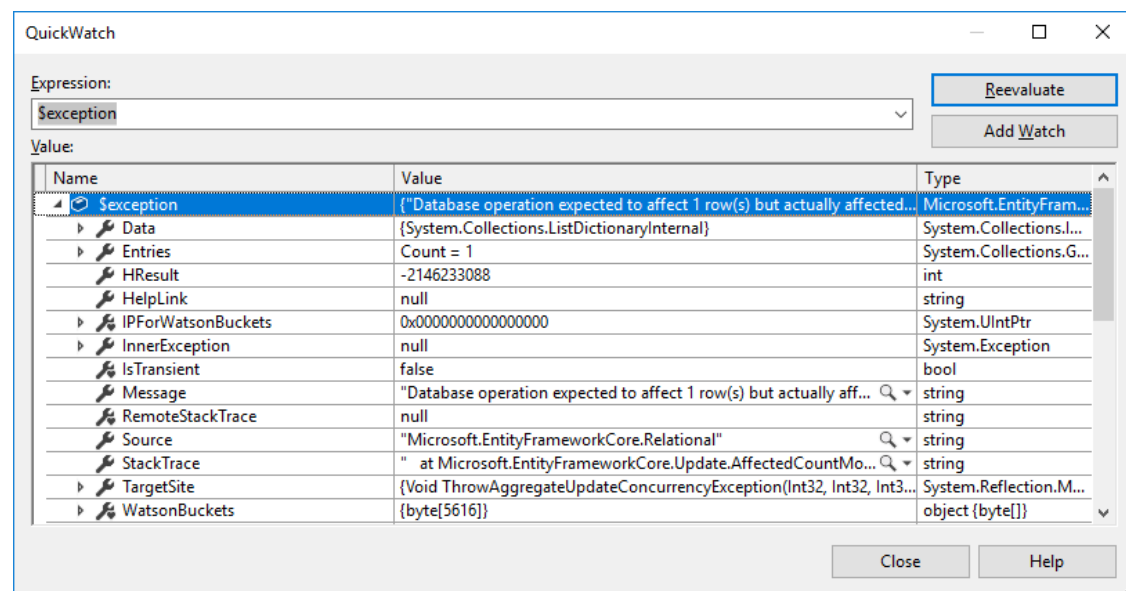 QuickWatch
Expression:
Reevaluate
$exception
Add Watch
Value:
Name Value Type
$exception {"Database operation expected to affect 1 row(s) but actually affected... Microsoft.EntityFram...
Data {System.Collections.ListDictionaryInternal} System.Collections.I...
Entries Count = 1 System.Collections.G...
HResult -2146233088 int
HelpLink null string
IPForWatsonBuckets 0x0000000000000000 System.UIntPtr
InnerException null System.Exception
IsTransient false bool
Message "Database operation expected to affect 1 row(s) but actually aff... string
RemoteStackTrace null string
Source "Microsoft.EntityFrameworkCore.Relational" string
StackTrace " at Microsoft.EntityFrameworkCore.Update.AffectedCountMo... string
TargetSite {Void ThrowAggregateUpdateConcurrencyException(Int32, Int32, Int3... System.Reflection.M...
WatsonBuckets {byte[5616]} object {byte[]}
Close Help